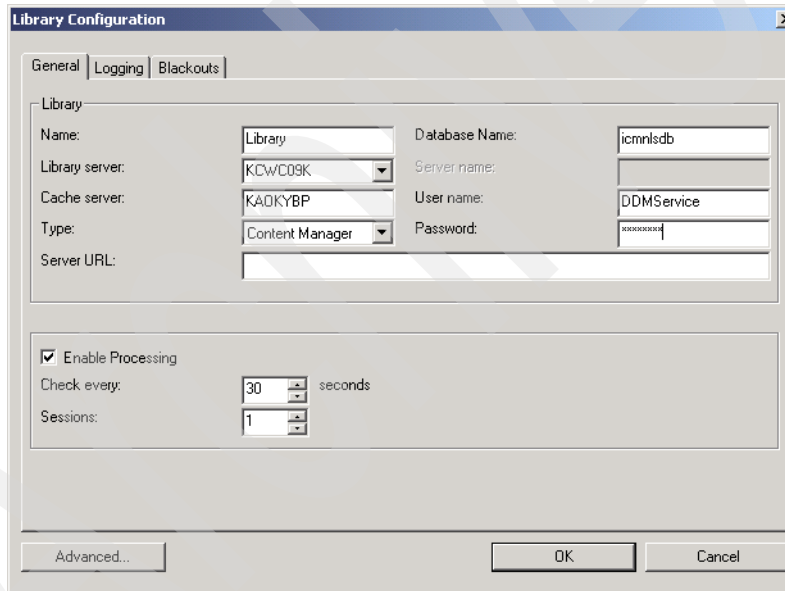 Library Configuration
General Logging Blackouts
Library
Name: Library Database Name: icmnlsdb
Library server: KCWC09K Server name:
Cache server: KA0KYBP User name: DDMService
Type: Content Manager Password: xxxxxxxx
Server URL:
Enable Processing
Check every: 30 seconds
Sessions: 1
Advanced... OK Cancel